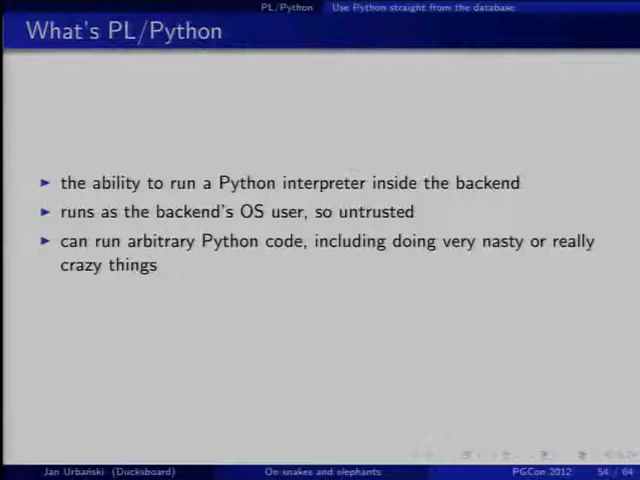 PL/Python Use Python straight from the database
What's PL/Python
the ability to run a Python interpreter inside the backend
runs as the backend's OS user, so untrusted
can run arbitrary Python code, including doing very nasty or really
crazy things
Jan Urbański (Ducksboard) On snakes and elephants PGCon 2012 54 / 64